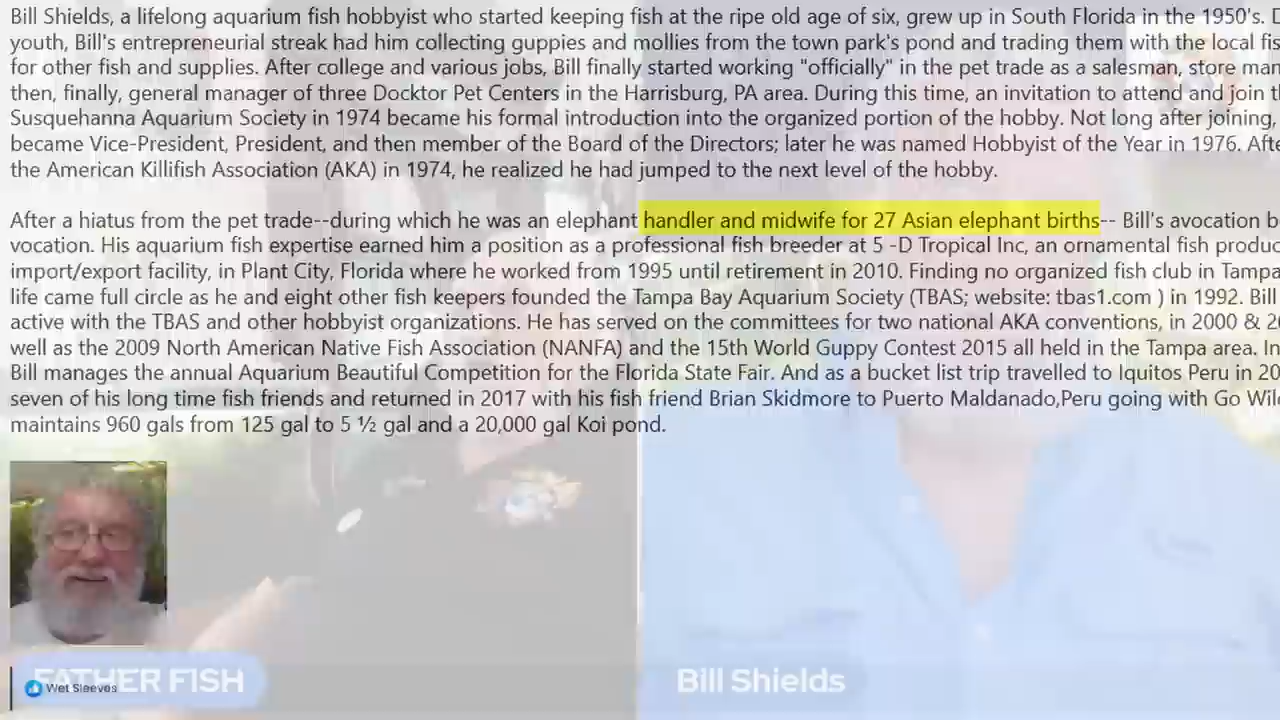 Bill Shields, a lifelong aquarium fish hobbyist who started keeping fish at the ripe old age of six, grew up in South Florida in the 1950's.
youth, Bill's entrepreneurial streak had him collecting guppies and mollies from the town park's pond and trading them with the local
for other fish and supplies. After college and various jobs, Bill finally started working "officially" in the pet trade as a salesman, store
then, finally, general manager of three Docktor Pet Centers in the Harrisburg, PA area. During this time, an invitation to attend and join
Susquehanna Aquarium Society in 1974 became his formal introduction into the organized portion of the hobby. Not long after joining,
became Vice-President, President, and then member of the Board of the Directors; later he was named Hobbyist of the Year in 1976.
the American Killifish Association (AKA) in 1974, he realized he had jumped to the next level of the hobby.
After a hiatus from the pet trade--during which he was an elephant handler and midwife for 27 Asian elephant births-- Bill's avocation
vocation. His aquarium fish expertise earned him a position as a professional fish breeder at 5 -D Tropical Inc, an ornamental fish
import/export facility, in Plant City, Florida where he worked from 1995 until retirement in 2010. Finding no organized fish club in Tampa
life came full circle as he and eight other fish keepers founded the Tampa Bay Aquarium Society (TBAS; website: tbas1.com ) in 1992. Bill
active with the TBAS and other hobbyist organizations. He has served on the committees for two national AKA conventions, in 2000 &
well as the 2009 North American Native Fish Association (NANFA) and the 15th World Guppy Contest 2015 all held in the Tampa area. In
Bill manages the annual Aquarium Beautiful Competition for the Florida State Fair. And as a bucket list trip travelled to Iquitos Peru in
seven of his long time fish friends and returned in 2017 with his fish friend Brian Skidmore to Puerto Maldanado,Peru going with Go
maintains 960 gals from 125 gal to 5 ½ gal and a 20,000 gal Koi pond.
FATHER FISH
Wet Sleeves
Bill Shields